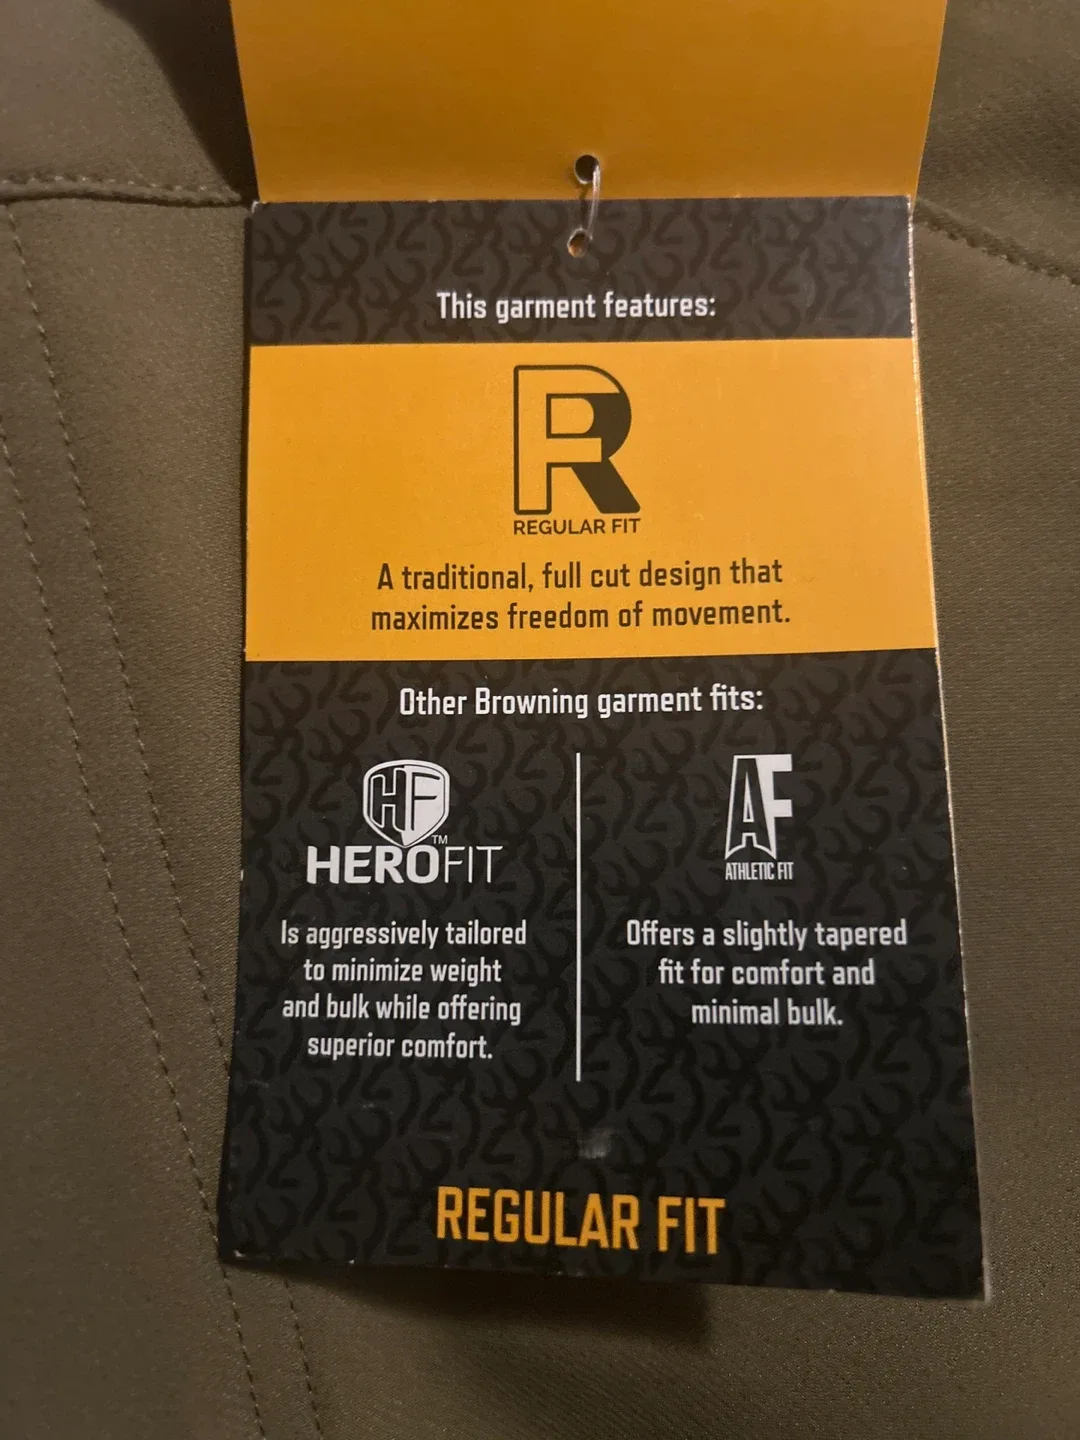 This garment features:
R
REGULAR FIT
A traditional, full cut design that
maximizes freedom of movement.
Other Browning garment fits:
HF
HEROFIT™
Is aggressively tailored
to minimize weight
and bulk while offering
superior comfort.
AF
ATHLETIC FIT
Offers a slightly tapered
fit for comfort and
minimal bulk.
REGULAR FIT